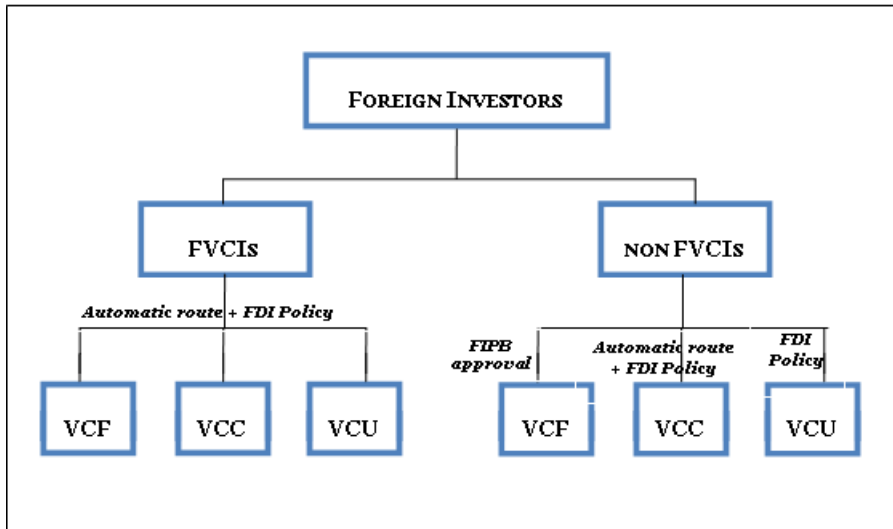 FOREIGN INVESTORS
FVCIs
NON FVCIs
Automatic route + FDI Policy
FIPB
approval
Automatic route
+ FDI Policy
FDI
Policy
VCF
VCC
VCU
VCF
VCC
VCU